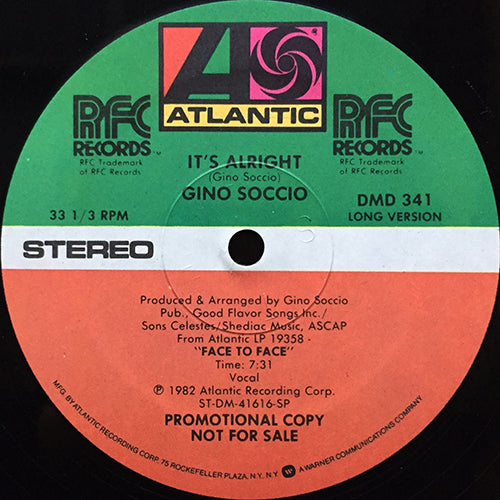 ATLANTIC
RFC
RECORDS
RFC Trademark
of RFC Records
RFC
RECORDS
RFC Trademark
of RFC Records
IT'S ALRIGHT
(Gino Soccio)
GINO SOCCIO
33 1/3 RPM
DMD 341
LONG VERSION
STEREO
Produced & Arranged by Gino Soccio
Pub., Good Flavor Songs Inc./
Sons Celestes/Shediac Music, ASCAP
From Atlantic LP 19358 -
"FACE TO FACE"
Time: 7:31
Vocal
℗ 1982 Atlantic Recording Corp.
ST-DM-41616-SP
PROMOTIONAL COPY
NOT FOR SALE
MFG. BY ATLANTIC RECORDING CORP. 75 ROCKEFELLER PLAZA, N.Y. N.Y. A WARNER COMMUNICATIONS COMPANY